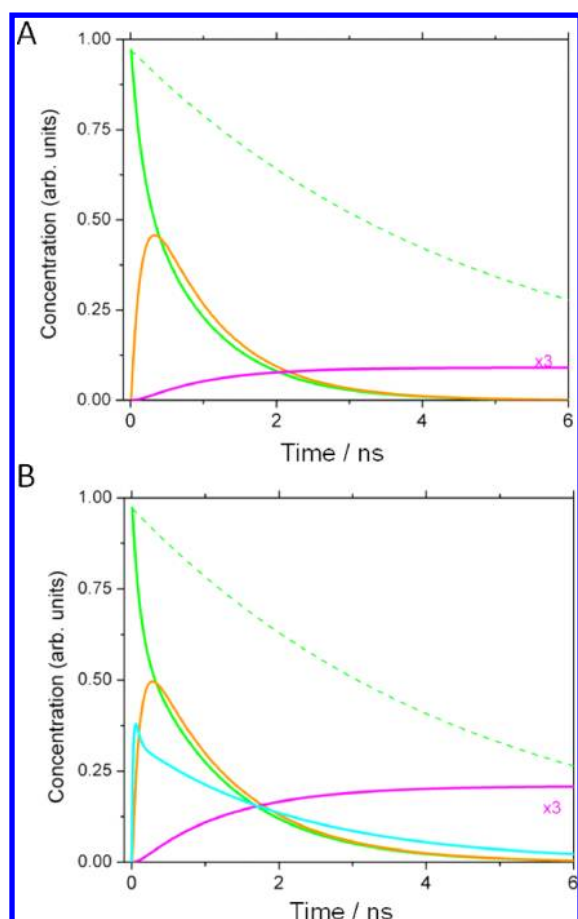 A
1.00
0.75
0.50
0.25
0.00
Concentration (arb. units)
x3
0
2
4
6
Time / ns
B
1.00
0.75
0.50
0.25
0.00
Concentration (arb. units)
x3
0
2
4
6
Time / ns